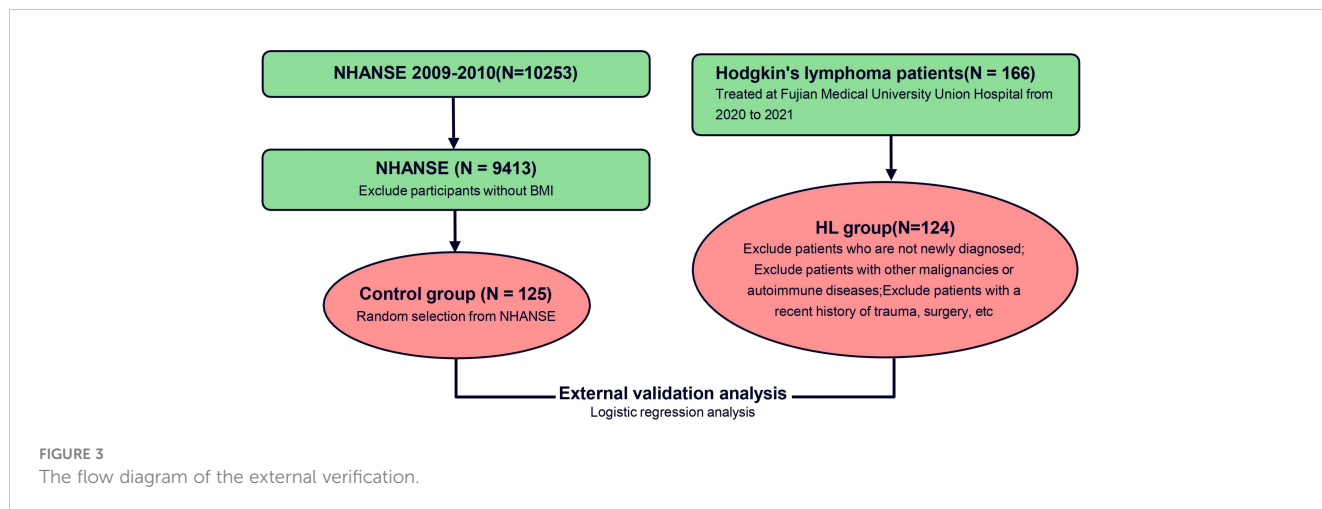 NHANSE 2009-2010(N=10253)
NHANSE (N = 9413)
Exclude participants without BMI
Control group (N = 125)
Random selection from NHANSE
Hodgkin's lymphoma patients(N = 166)
Treated at Fujian Medical University Union Hospital from
2020 to 2021
HL group(N=124)
Exclude patients who are not newly diagnosed;
Exclude patients with other malignancies or
autoimmune diseases;Exclude patients with a
recent history of trauma, surgery, etc
External validation analysis
Logistic regression analysis
FIGURE 3
The flow diagram of the external verification.